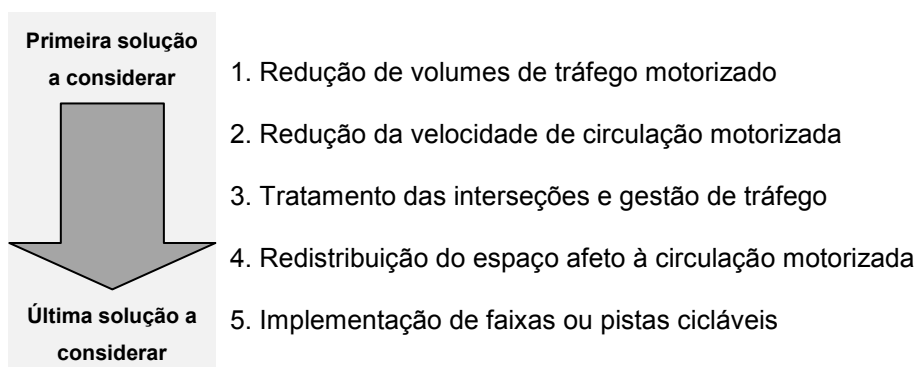 Primeira solução
a considerar
1. Redução de volumes de tráfego motorizado
2. Redução da velocidade de circulação motorizada
3. Tratamento das interseções e gestão de tráfego
4. Redistribuição do espaço afeto à circulação motorizada
5. Implementação de faixas ou pistas cicláveis
Última solução a
considerar